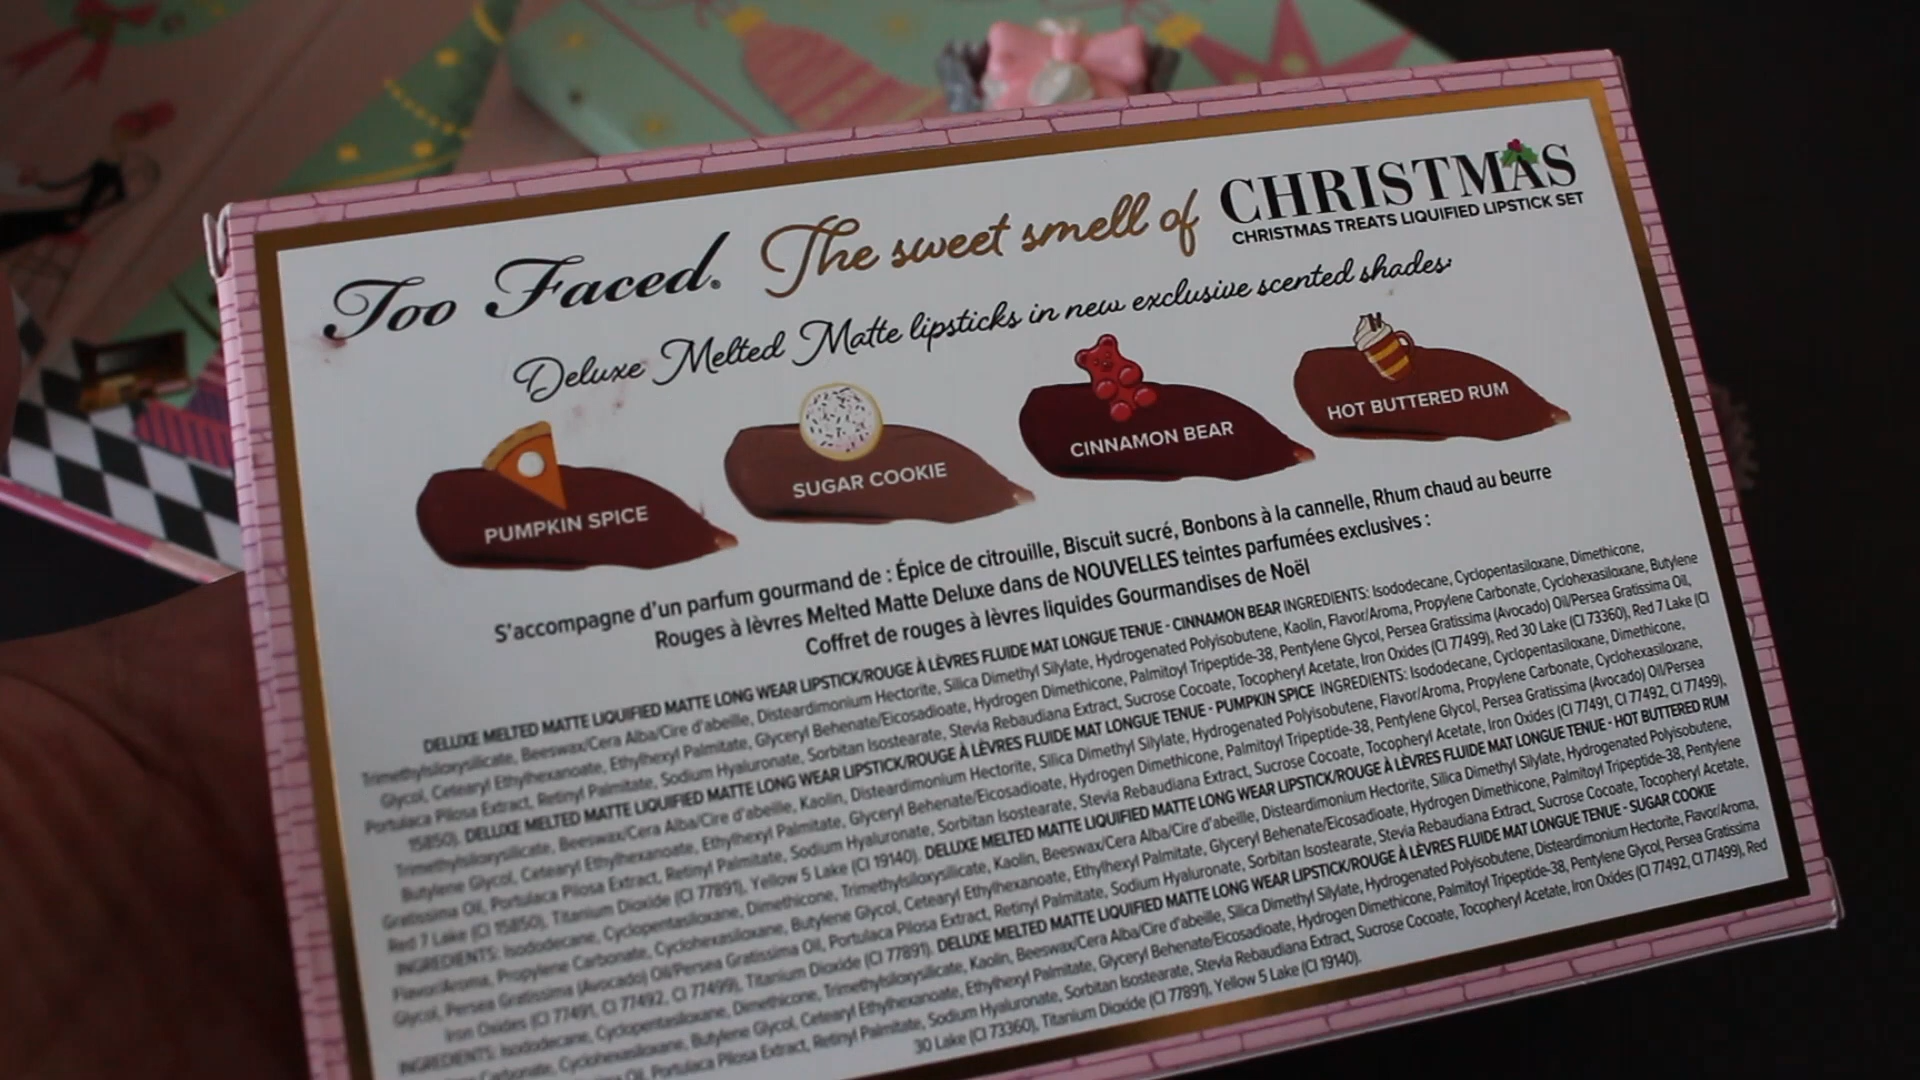 Too Faced. The sweet smell of CHRISTMAS
CHRISTMAS TREATS LIQUIFIED LIPSTICK SET
Deluxe Melted Matte lipsticks in new exclusive scented shades:
PUMPKIN SPICE
SUGAR COOKIE
CINNAMON BEAR
HOT BUTTERED RUM
S'accompagne d'un parfum gourmand de : Épice de citrouille, Biscuit sucré, Bonbons à la cannelle, Rhum chaud au beurre
Rouges à lèvres Melted Matte Deluxe dans de NOUVELLES teintes parfumées exclusives :
Coffret de rouges à lèvres liquides Gourmandises de Noël
DELUXE MELTED MATTE LIQUIFIED MATTE LONG WEAR LIPSTICK/ROUGE À LÈVRES FLUIDE MAT LONGUE TENUE - CINNAMON BEAR INGREDIENTS: Isododecane, Cyclopentasiloxane, Dimethicone,
Trimethylsiloxysilicate, Beeswax/Cera Alba/Cire d'abeille, Disteardimonium Hectorite, Silica Dimethyl Silylate, Hydrogenated Polyisobutene, Kaolin, Flavor/Aroma, Propylene Carbonate, Cyclohexasiloxane, Butylene
Glycol, Cetearyl Ethylhexanoate, Ethylhexyl Palmitate, Glyceryl Behenate/Eicosadioate, Hydrogen Dimethicone, Palmitoyl Tripeptide-38, Pentylene Glycol, Persea Gratissima (Avocado) Oil/Persea Gratissima Oil,
Portulaca Pilosa Extract, Retinyl Palmitate, Sodium Hyaluronate, Sorbitan Isostearate, Stevia Rebaudiana Extract, Sucrose Cocoate, Tocopheryl Acetate, Iron Oxides (CI 77499), Red 30 Lake (CI 73360), Red 7 Lake (CI
15850). DELUXE MELTED MATTE LIQUIFIED MATTE LONG WEAR LIPSTICK/ROUGE À LÈVRES FLUIDE MAT LONGUE TENUE - PUMPKIN SPICE INGREDIENTS: Isododecane, Cyclopentasiloxane, Dimethicone,
Trimethylsiloxysilicate, Beeswax/Cera Alba/Cire d'abeille, Kaolin, Disteardimonium Hectorite, Silica Dimethyl Silylate, Hydrogenated Polyisobutene, Flavor/Aroma, Propylene Carbonate, Cyclohexasiloxane,
Butylene Glycol, Cetearyl Ethylhexanoate, Ethylhexyl Palmitate, Glyceryl Behenate/Eicosadioate, Hydrogen Dimethicone, Palmitoyl Tripeptide-38, Pentylene Glycol, Persea Gratissima (Avocado) Oil/Persea
Gratissima Oil, Portulaca Pilosa Extract, Retinyl Palmitate, Sodium Hyaluronate, Sorbitan Isostearate, Stevia Rebaudiana Extract, Sucrose Cocoate, Tocopheryl Acetate, Iron Oxides (CI 77491, CI 77492, CI 77499),
Red 7 Lake (CI 15850), Titanium Dioxide (CI 77891), Yellow 5 Lake (CI 19140). DELUXE MELTED MATTE LIQUIFIED MATTE LONG WEAR LIPSTICK/ROUGE À LÈVRES FLUIDE MAT LONGUE TENUE - HOT BUTTERED RUM
INGREDIENTS: Isododecane, Cyclopentasiloxane, Dimethicone, Trimethylsiloxysilicate, Kaolin, Beeswax/Cera Alba/Cire d'abeille, Disteardimonium Hectorite, Silica Dimethyl Silylate, Hydrogenated Polyisobutene,
Flavor/Aroma, Propylene Carbonate, Cyclohexasiloxane, Butylene Glycol, Cetearyl Ethylhexanoate, Ethylhexyl Palmitate, Glyceryl Behenate/Eicosadioate, Hydrogen Dimethicone, Palmitoyl Tripeptide-38, Pentylene
Glycol, Persea Gratissima (Avocado) Oil/Persea Gratissima Oil, Portulaca Pilosa Extract, Retinyl Palmitate, Sodium Hyaluronate, Sorbitan Isostearate, Stevia Rebaudiana Extract, Sucrose Cocoate, Tocopheryl Acetate,
Iron Oxides (CI 77491, CI 77492, CI 77499), Titanium Dioxide (CI 77891). DELUXE MELTED MATTE LIQUIFIED MATTE LONG WEAR LIPSTICK/ROUGE À LÈVRES FLUIDE MAT LONGUE TENUE - SUGAR COOKIE
INGREDIENTS: Isododecane, Cyclopentasiloxane, Dimethicone, Trimethylsiloxysilicate, Kaolin, Beeswax/Cera Alba/Cire d'abeille, Silica Dimethyl Silylate, Hydrogenated Polyisobutene, Disteardimonium Hectorite, Flavor/Aroma,
Carbonate, Cyclohexasiloxane, Butylene Glycol, Cetearyl Ethylhexanoate, Ethylhexyl Palmitate, Glyceryl Behenate/Eicosadioate, Hydrogen Dimethicone, Palmitoyl Tripeptide-38, Pentylene Glycol, Persea Gratissima
Oil, Portulaca Pilosa Extract, Retinyl Palmitate, Sodium Hyaluronate, Sorbitan Isostearate, Stevia Rebaudiana Extract, Sucrose Cocoate, Tocopheryl Acetate, Iron Oxides (CI 77492, CI 77499), Red
30 Lake (CI 73360), Titanium Dioxide (CI 77891), Yellow 5 Lake (CI 19140).